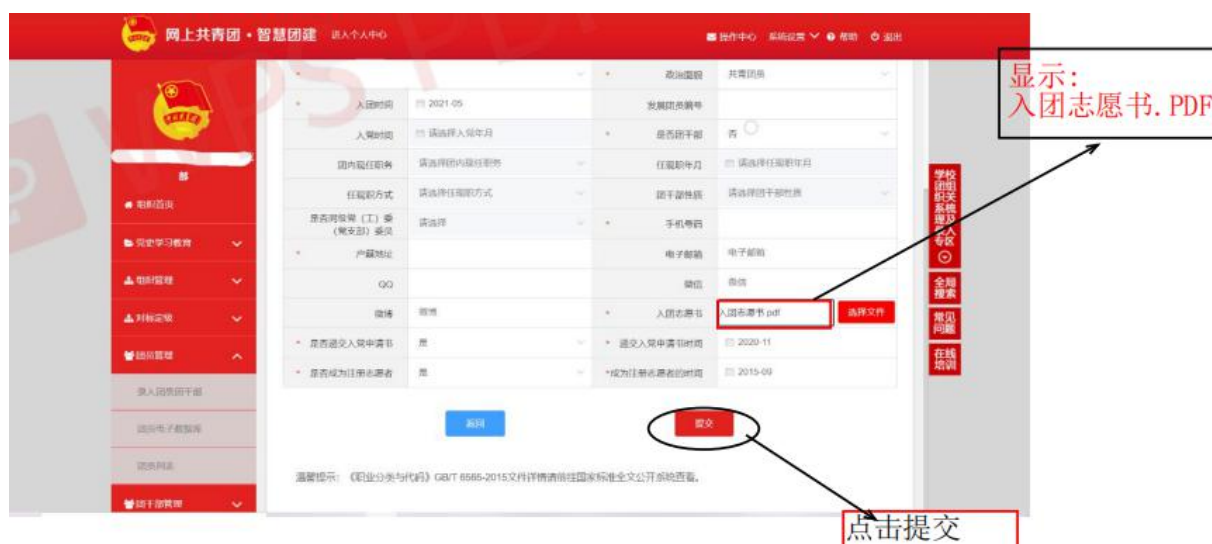 网上共青团·智慧团建 进入个人中心 操作中心 系统设置 帮助 退出
* * 政治面貌 共青团员
* 入团时间 2021-05 发展团员编号
入党时间 请选择入党年月 * 是否团干部 否
团内现任职务 请选择团内现任职务 任现职年月 请选择任现职年月
任现职方式 请选择任现职方式 团干部性质 请选择团干部性质
是否同级党(工)委
(党支部)委员 请选择 * 手机号码
* 户籍地址 电子邮箱 电子邮箱
QQ 微信 微信
微博 微博 * 入团志愿书 入团志愿书.pdf 选择文件
* 是否递交入党申请书 是 * 递交入党申请书时间 2020-11
* 是否成为注册志愿者 是 *成为注册志愿者的时间 2015-09
返回 提交
温馨提示:《职业分类与代码》GB/T 6565-2015文件详情请前往国家标准全文公开系统查看。
部
组织首页
党史学习教育
组织管理
对标定级
团员管理
录入团员团干部
团员电子数据库
团员列表
团干部管理
学校
团组
织关
系梳
理及
录入
专区
全局
搜索
常见
问题
在线
培训
显示:
入团志愿书.PDF
点击提交
WPS PDF